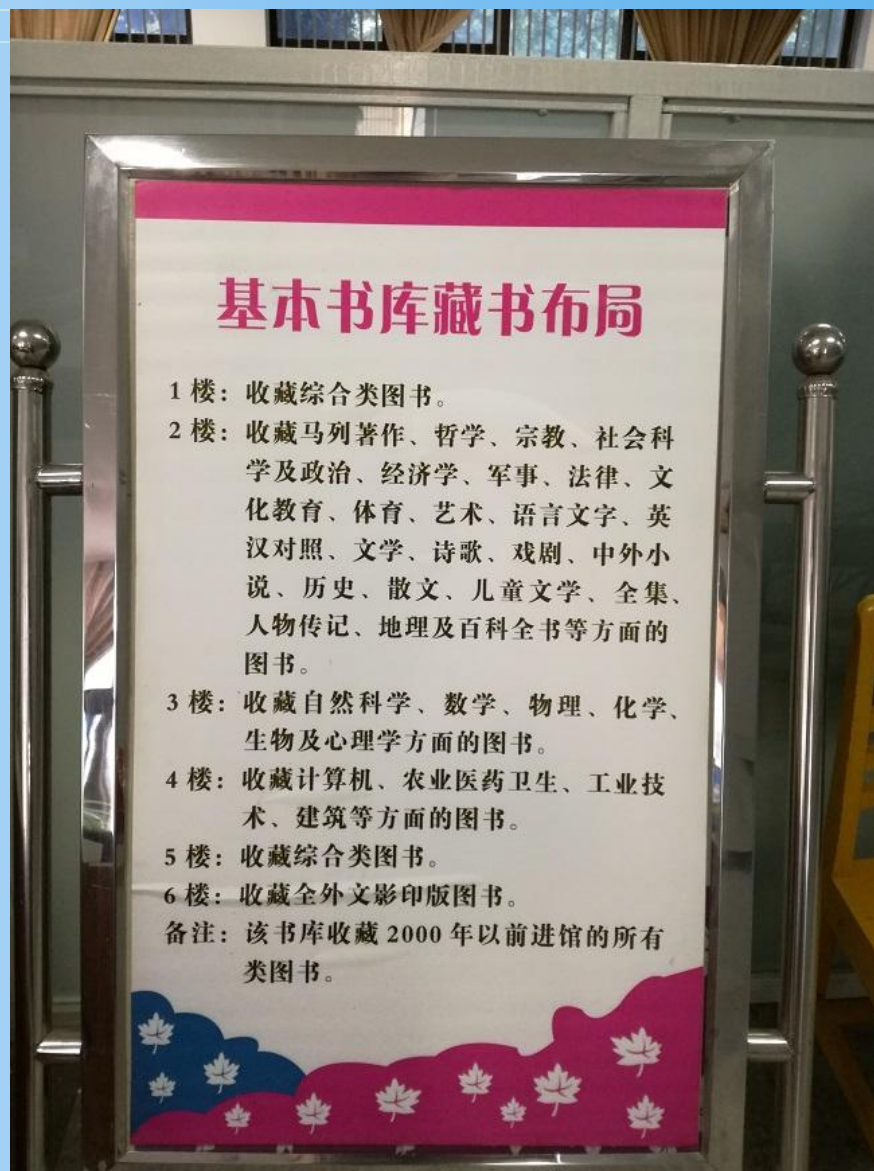 基本书库藏书布局
1 楼：收藏综合类图书。
2 楼：收藏马列著作、哲学、宗教、社会科
学及政治、经济学、军事、法律、文
化教育、体育、艺术、语言文字、英
汉对照、文学、诗歌、戏剧、中外小
说、历史、散文、儿童文学、全集、
人物传记、地理及百科全书等方面的
图书。
3 楼：收藏自然科学、数学、物理、化学、
生物及心理学方面的图书。
4 楼：收藏计算机、农业医药卫生、工业技
术、建筑等方面的图书。
5 楼：收藏综合类图书。
6 楼：收藏全外文影印版图书。
备注：该书库收藏 2000 年以前进馆的所有
类图书。